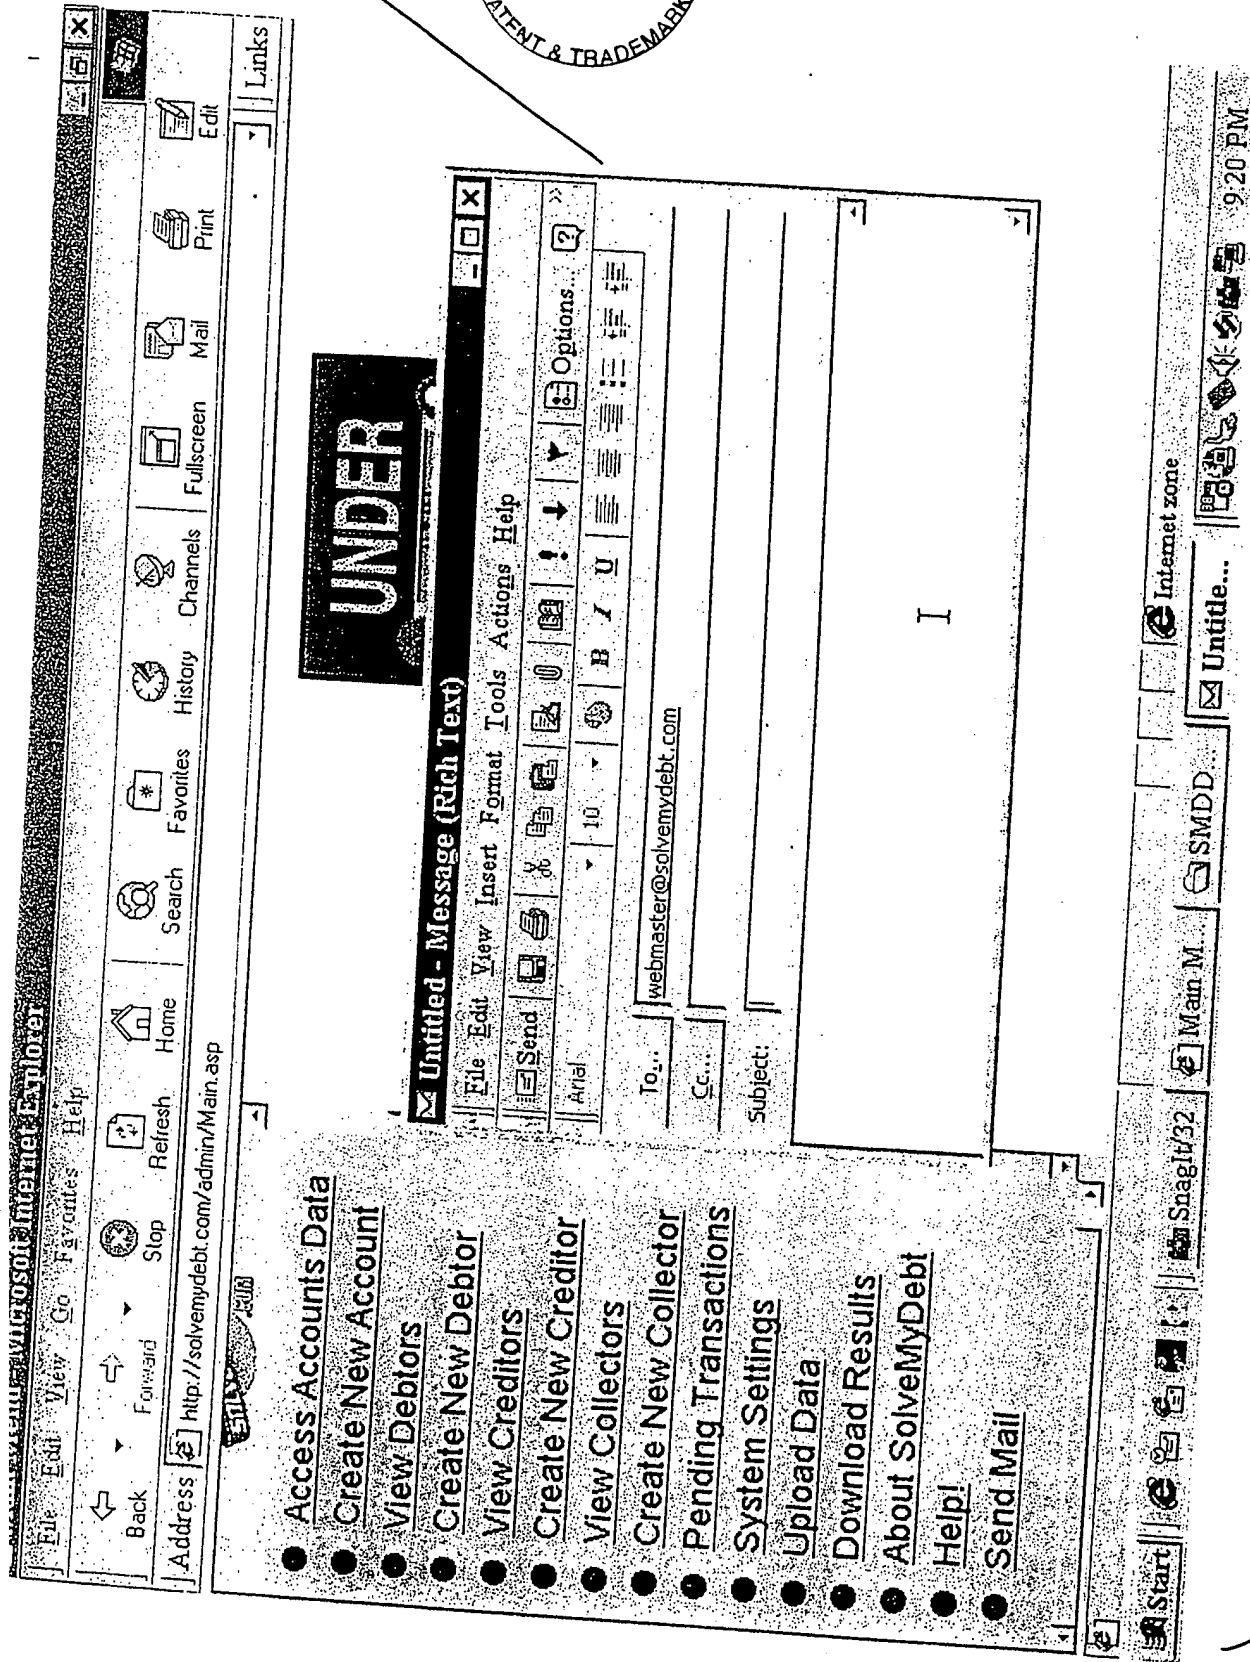 Microsoft Internet Explorer
File Edit View Go Favorites Help
Back Forward Stop Refresh Home Search Favorites History Channels Fullscreen Mail Print Edit
Address http://solvemydebt.com/admin/Main.asp Links
Access Accounts Data
Create New Account
View Debtors
Create New Debtor
View Creditors
Create New Creditor
View Collectors
Create New Collector
Pending Transactions
System Settings
Upload Data
Download Results
About SolveMyDebt
Help!
Send Mail
UNDER
Untitled - Message (Rich Text)
File Edit View Insert Format Tools Actions Help
Send Options... ? »
Arial 10 B I U
To... webmaster@solvemydebt.com
Cc...
Subject:
Internet zone
Start SnagIt/32 Main M... SMDD... Untitle... 9:20 PM
PATENT & TRADEMARK